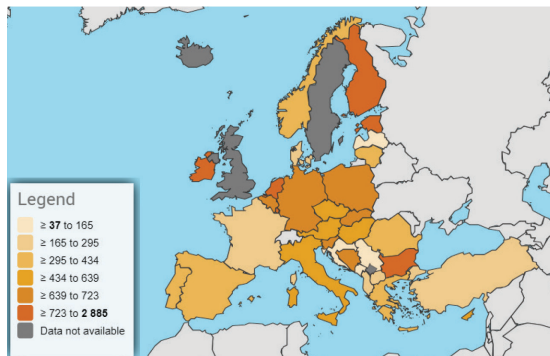 Legend
≥ 37 to 165
≥ 165 to 295
≥ 295 to 434
≥ 434 to 639
≥ 639 to 723
≥ 723 to 2 885
Data not available